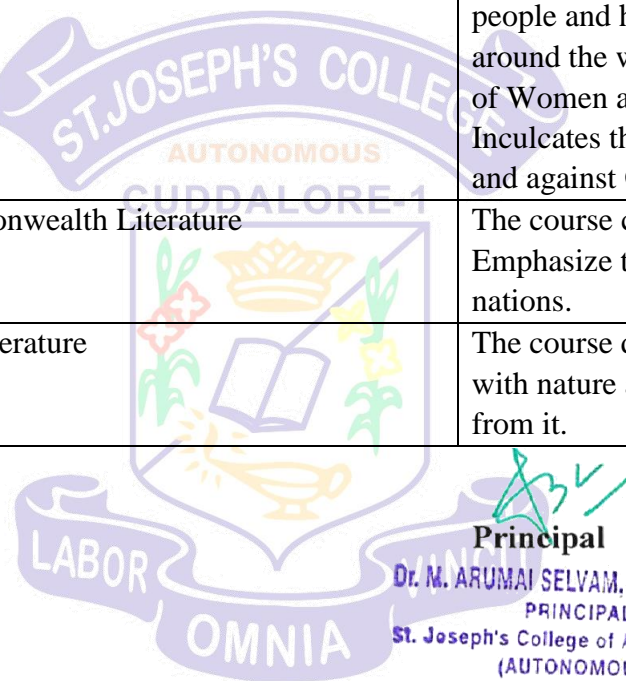 people and
around the
of Women
Inculcates
and against
onwealth Literature
The course
Emphasize
nations.
erature
The course
with nature
from it.
ST.JOSEPH'S COLLEGE
AUTONOMOUS
CUDDALORE-1
LABOR
OMNIA
VINCI
Principal
Dr. M. ARUMAI SELVAM,
PRINCIPAL
St. Joseph's College of
(AUTONOMOU